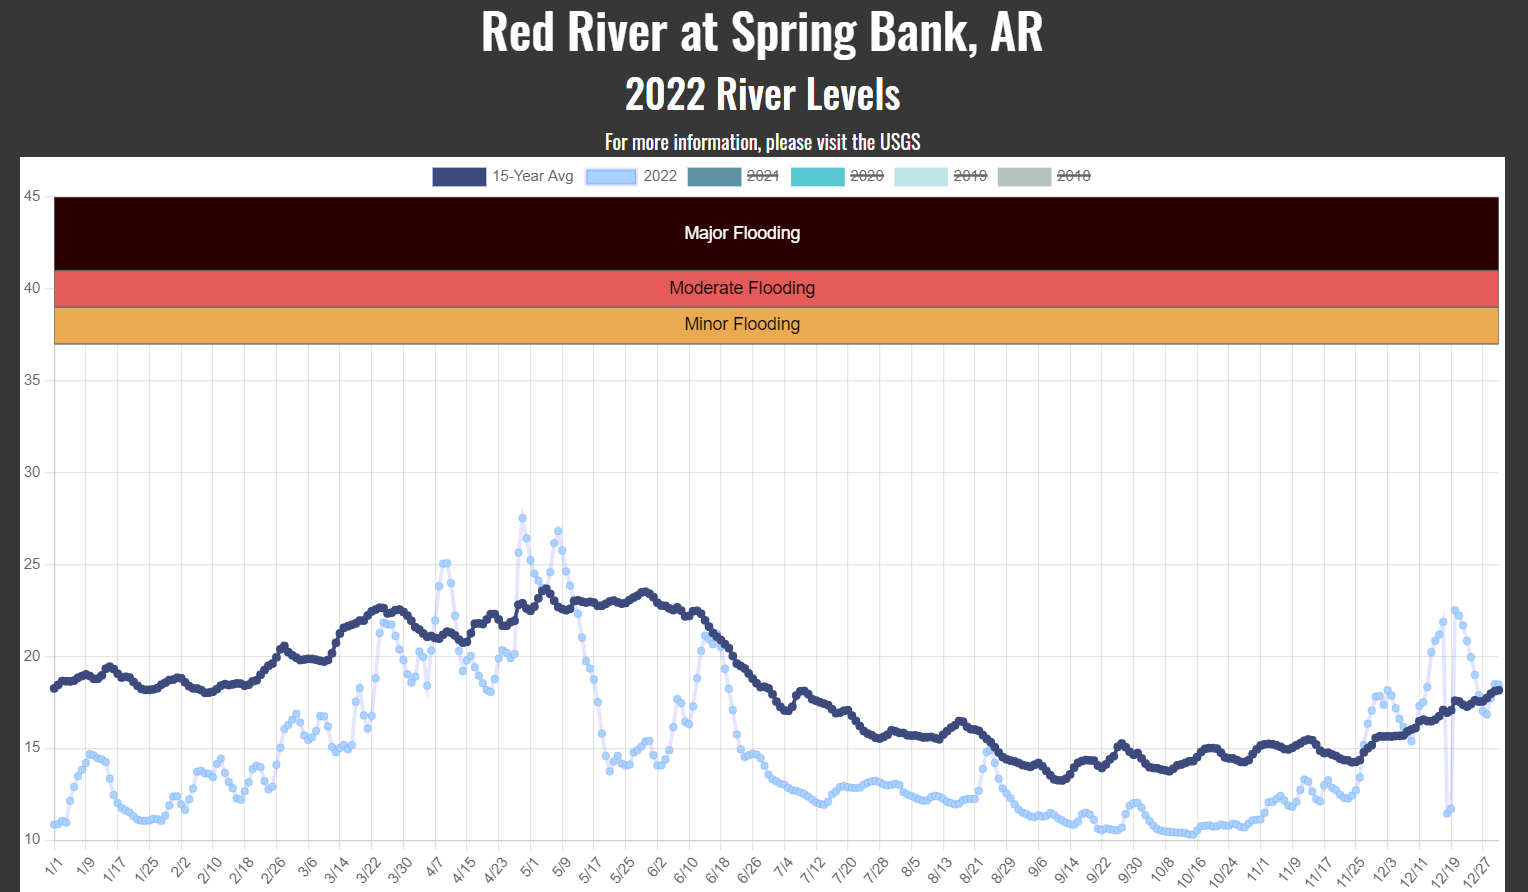 Red River at Spring Bank, AR
2022 River Levels
For more information, please visit the USGS
15-Year Avg 2022 2021 2020 2019 2018
45
Major Flooding
40
Moderate Flooding
Minor Flooding
35
30
25
20
15
10
1/1 1/9 1/17 1/25 2/2 2/10 2/18 2/26 3/6 3/14 3/22 3/30 4/7 4/15 4/23 5/1 5/9 5/17 5/25 6/2 6/10 6/18 6/26 7/4 7/12 7/20 7/28 8/5 8/13 8/21 8/29 9/6 9/14 9/22 9/30 10/8 10/16 10/24 11/1 11/9 11/17 11/25 12/3 12/11 12/19 12/27